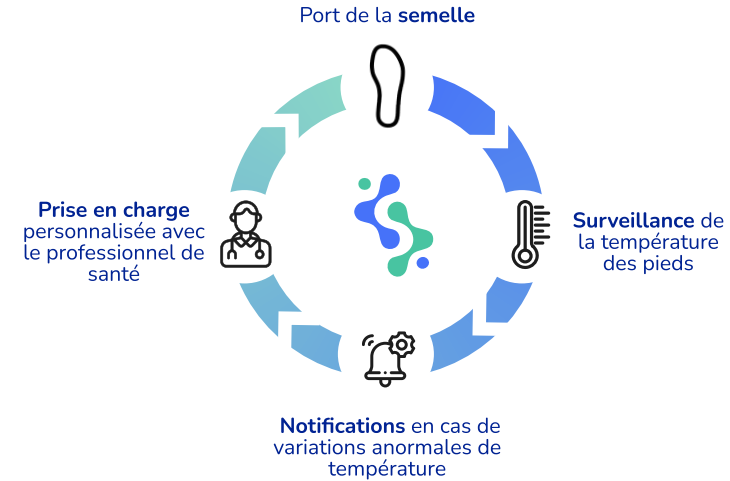 Port de la semelle
Surveillance de
la température
des pieds
Notifications en cas de
variations anormales de
température
Prise en charge
personnalisée avec
le professionnel de
santé